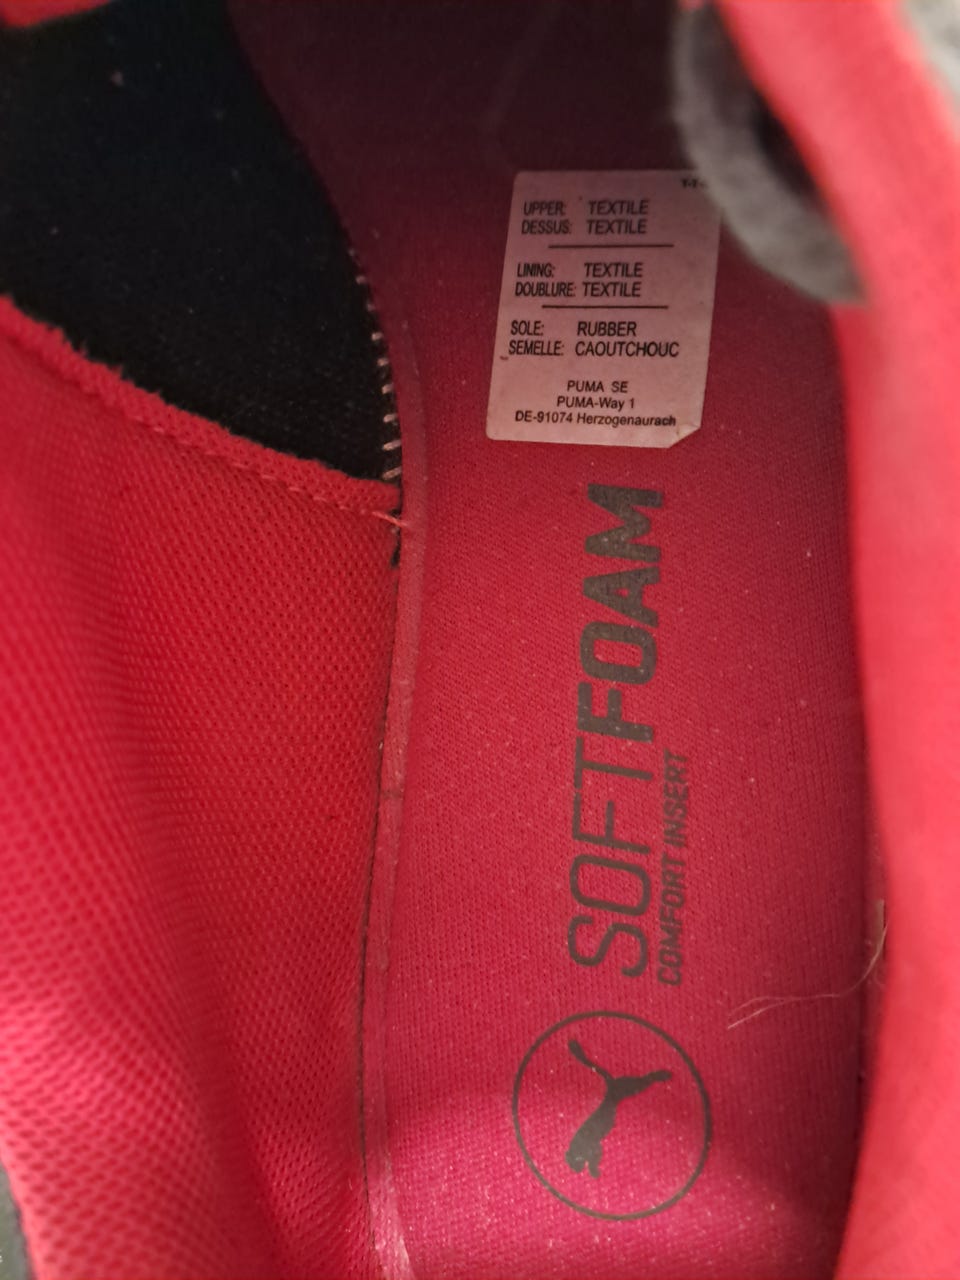 UPPER: TEXTILE
DESSUS: TEXTILE
LINING: TEXTILE
DOUBLURE: TEXTILE
SOLE: RUBBER
SEMELLE: CAOUTCHOUC
PUMA SE
PUMA-Way 1
DE-91074 Herzogenaurach
SOFTFOAM
COMFORT INSERT